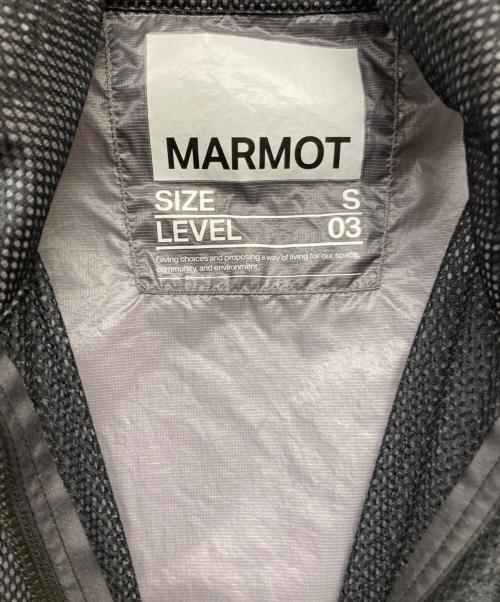 MARMOT
SIZE S
LEVEL 03
Giving choices and proposing a way of living for our space,
community, and environment.